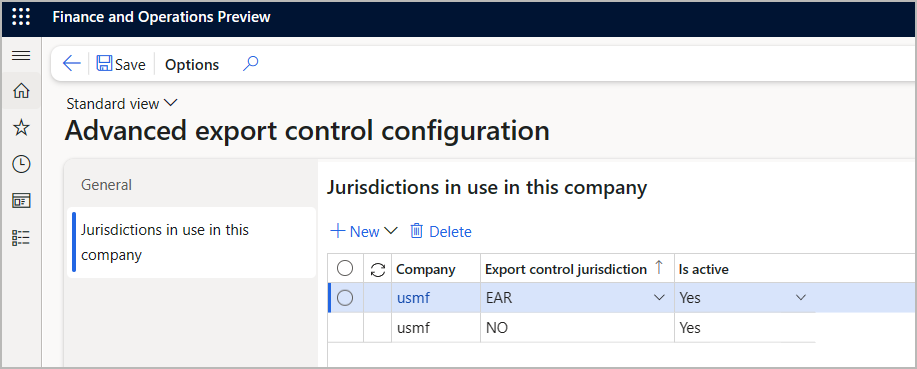 Finance and Operations Preview
Save Options
Standard view
Advanced export control configuration
General
Jurisdictions in use in this
company
Jurisdictions in use in this company
New Delete
Company Export control jurisdiction Is active
usmf EAR Yes
usmf NO Yes